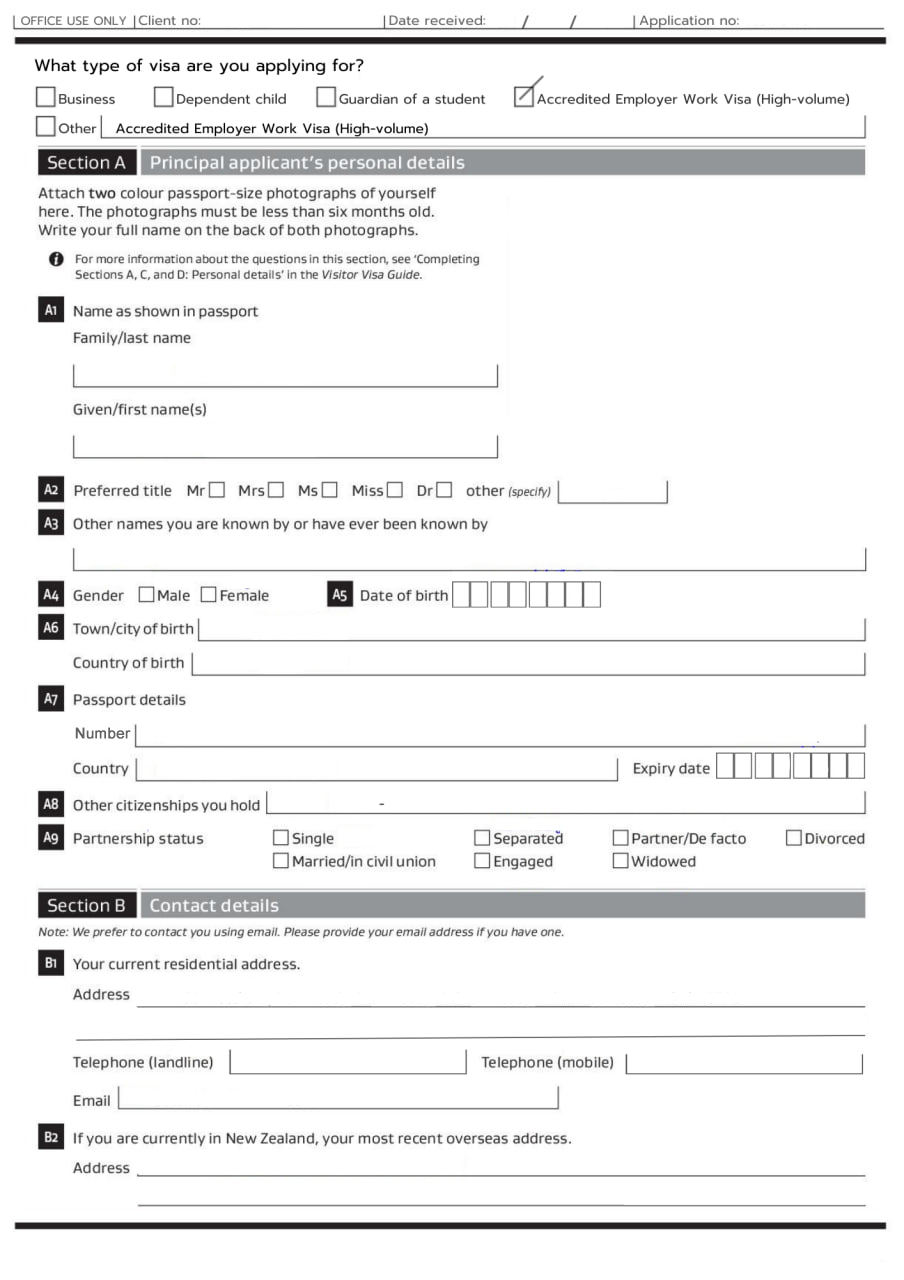 OFFICE USE ONLY Client no: Date received: / / Application no:
What type of visa are you applying for?
Business Dependent child Guardian of a student Accredited Employer Work Visa (High-volume)
Other Accredited Employer Work Visa (High-volume)
Section A Principal applicant's personal details
Attach two colour passport-size photographs of yourself
here. The photographs must be less than six months old.
Write your full name on the back of both photographs.
For more information about the questions in this section, see 'Completing
Sections A, C, and D: Personal details' in the Visitor Visa Guide.
A1 Name as shown in passport
Family/last name
Given/first name(s)
A2 Preferred title Mr Mrs Ms Miss Dr other (specify)
A3 Other names you are known by or have ever been known by
A4 Gender Male Female A5 Date of birth
A6 Town/city of birth
Country of birth
A7 Passport details
Number
Country Expiry date
A8 Other citizenships you hold -
A9 Partnership status Single Separated Partner/De facto Divorced
Married/in civil union Engaged Widowed
Section B Contact details
Note: We prefer to contact you using email. Please provide your email address if you have one.
B1 Your current residential address.
Address
Telephone (landline) Telephone (mobile)
Email
B2 If you are currently in New Zealand, your most recent overseas address.
Address